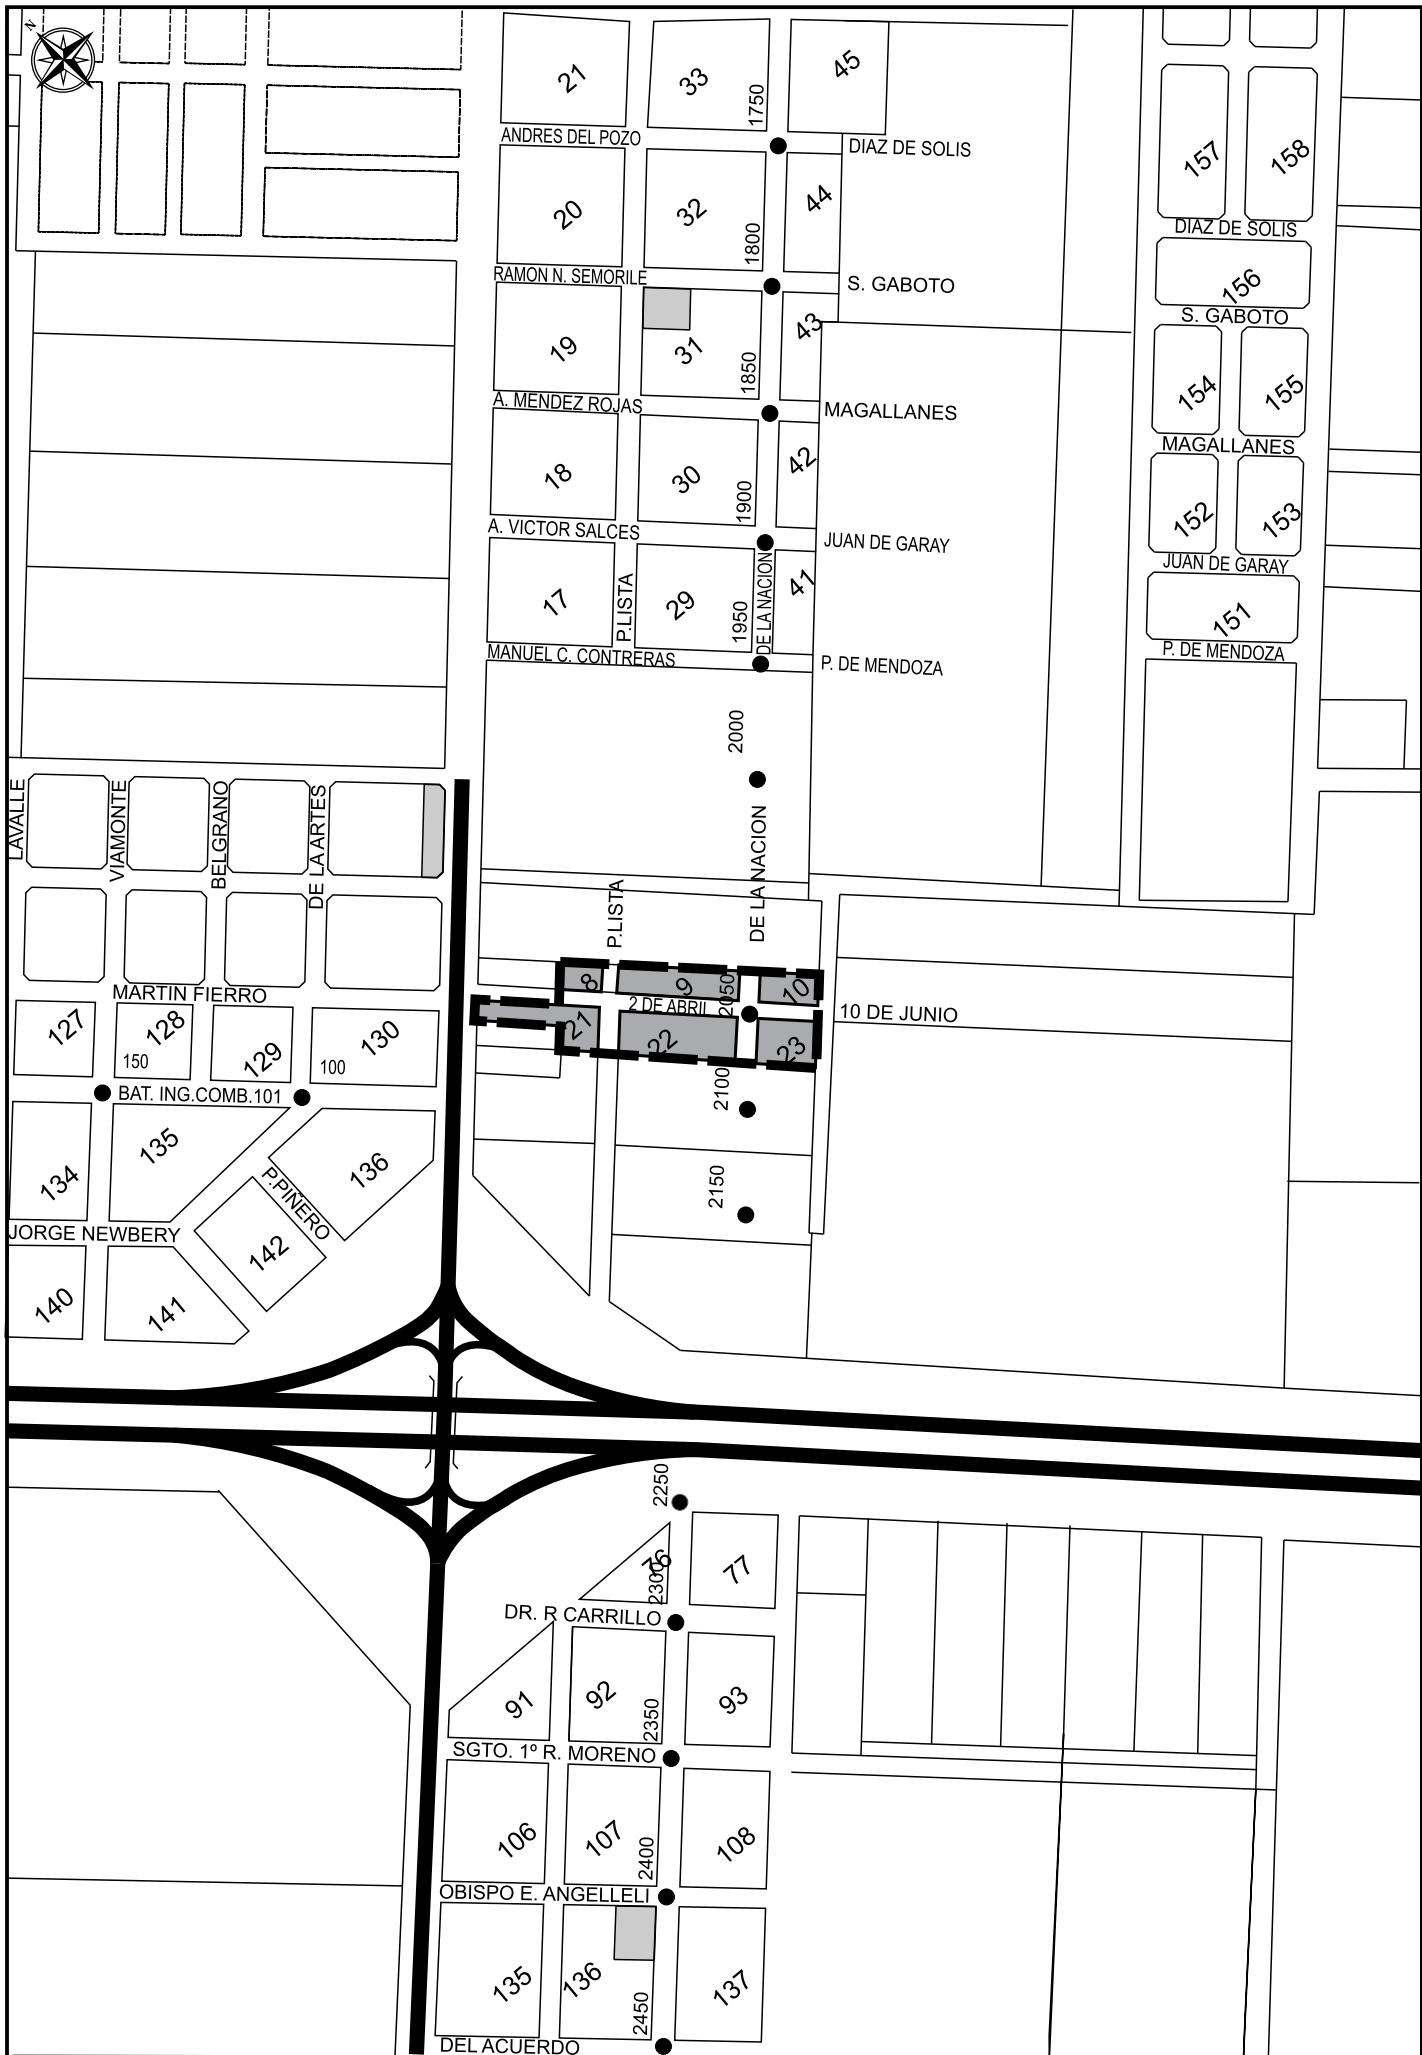 N
21
33
45
1750
ANDRES DEL POZO
DIAZ DE SOLIS
157
158
20
32
44
1800
DIAZ DE SOLIS
RAMON N. SEMORILE
S. GABOTO
156
S. GABOTO
19
31
43
1850
154
155
A. MENDEZ ROJAS
MAGALLANES
MAGALLANES
18
30
42
1900
152
153
A. VICTOR SALCES
JUAN DE GARAY
JUAN DE GARAY
17
P.LISTA
29
1950
DE LA NACION
41
151
MANUEL C. CONTRERAS
P. DE MENDOZA
P. DE MENDOZA
2000
LAVALLE
VIAMONTE
BELGRANO
DE LA ARTES
DE LA NACION
P.LISTA
MARTIN FIERRO
8
9
2050
10
2 DE ABRIL
10 DE JUNIO
127
128
150
129
100
130
21
22
23
BAT. ING.COMB.101
2100
135
134
136
P.PIÑERO
2150
JORGE NEWBERY
142
140
141
2250
76
2300
77
DR. R CARRILLO
91
92
2350
93
SGTO. 1º R. MORENO
106
107
2400
108
OBISPO E. ANGELLELI
135
136
2450
137
DEL ACUERDO